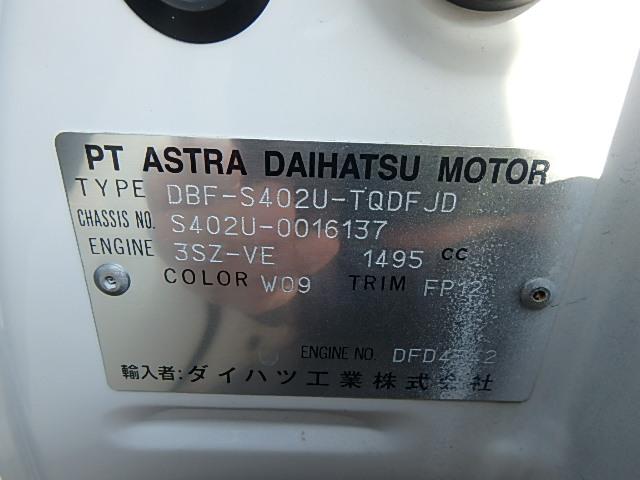 PT ASTRA DAIHATSU MOTOR
TYPE DBF-S402U-TQDFJD
CHASSIS NO. S402U-0016137
ENGINE 3SZ-VE 1495 cc
COLOR W09 TRIM FP12
ENGINE NO.
輸入者:ダイハツ工業株式会社